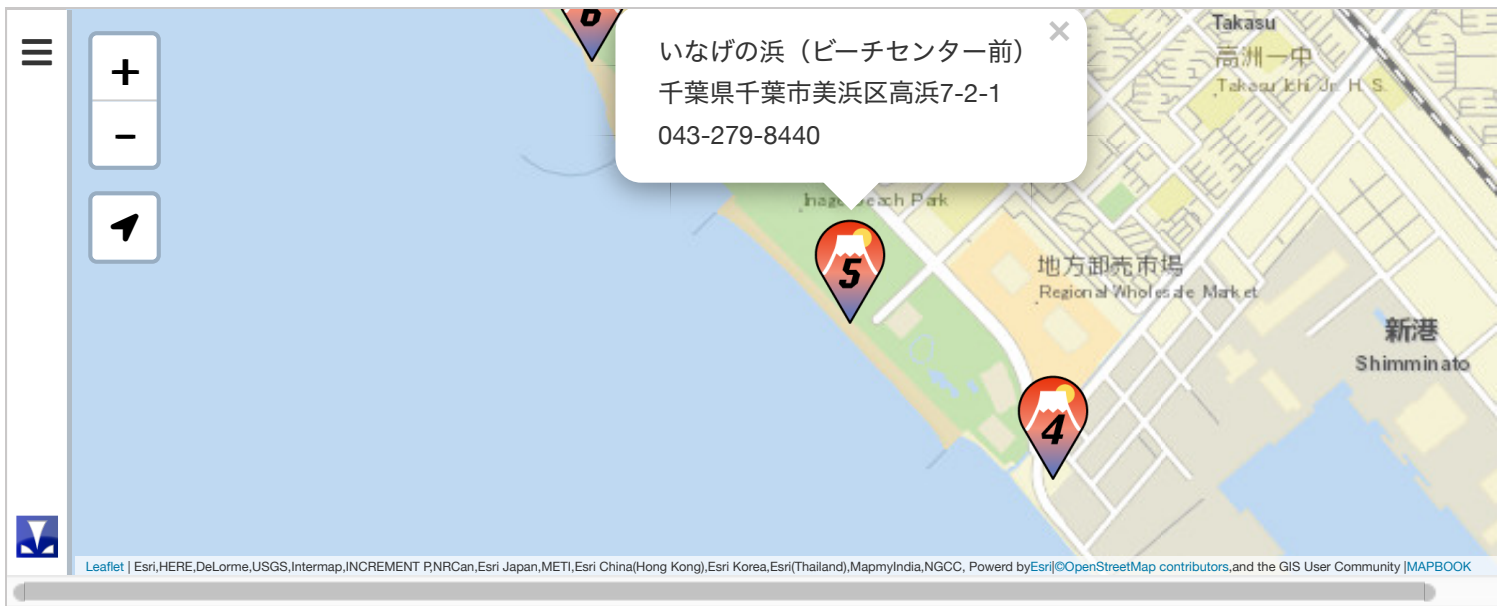 6
いなげの浜（ビーチセンター前）
千葉県千葉市美浜区高浜7-2-1
043-279-8440
×
+
−
Takasu
高洲一中
Takasu Ichi Jr. H. S.
Beach Park
5
地方卸売市場
Regional Wholesale Market
新港
Shimminato
4
Leaflet | Esri,HERE,DeLorme,USGS,Intermap,INCREMENT P,NRCan,Esri Japan,METI,Esri China(Hong Kong),Esri Korea,Esri(Thailand),MapmyIndia,NGCC, Powerd byEsri|©OpenStreetMap contributors,and the GIS User Community |MAPBOOK